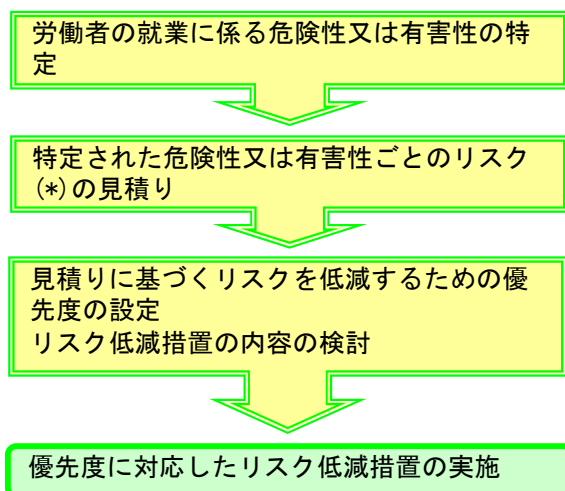 労働者の就業に係る危険性又は有害性の特
定
特定された危険性又は有害性ごとのリスク
(*)の見積り
見積りに基づくリスクを低減するための優
先度の設定
リスク低減措置の内容の検討
優先度に対応したリスク低減措置の実施